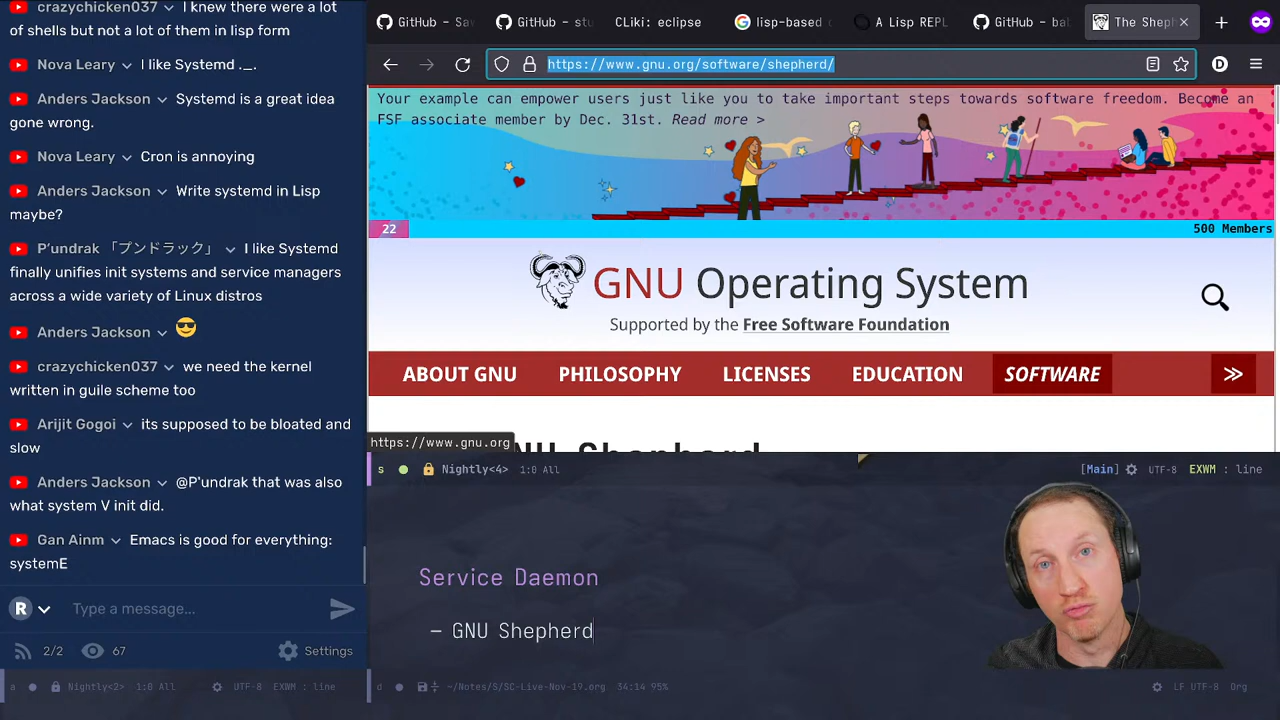 crazychicken037 I knew there were a lot
of shells but not a lot of them in lisp form
Nova Leary I like Systemd ._.
Anders Jackson Systemd is a great idea
gone wrong.
Nova Leary Cron is annoying
Anders Jackson Write systemd in Lisp
maybe?
P'undrak 「プンドラック」 I like Systemd
finally unifies init systems and service managers
across a wide variety of Linux distros
Anders Jackson 😎
crazychicken037 we need the kernel
written in guile scheme too
Arijit Gogoi its supposed to be bloated and
slow
Anders Jackson @P'undrak that was also
what system V init did.
Gan Ainm Emacs is good for everything:
systemE
R Type a message...
2/2 67 Settings
a Nightly<2> 1:0 All UTF-8 EXWM : line
GitHub - Sav GitHub - stu CLiki: eclipse lisp-based c A Lisp REPL GitHub - bak The Sheph
https://www.gnu.org/software/shepherd/
D
Your example can empower users just like you to take important steps towards software freedom. Become an
FSF associate member by Dec. 31st. Read more >
22 500 Members
GNU Operating System
Supported by the Free Software Foundation
ABOUT GNU PHILOSOPHY LICENSES EDUCATION SOFTWARE >>
GNU Shepherd
https://www.gnu.org
s Nightly<4> 1:0 All [Main] UTF-8 EXWM : line
Service Daemon
– GNU Shepherd
d ~/Notes/S/SC-Live-Nov-19.org 34:14 95% LF UTF-8 Org